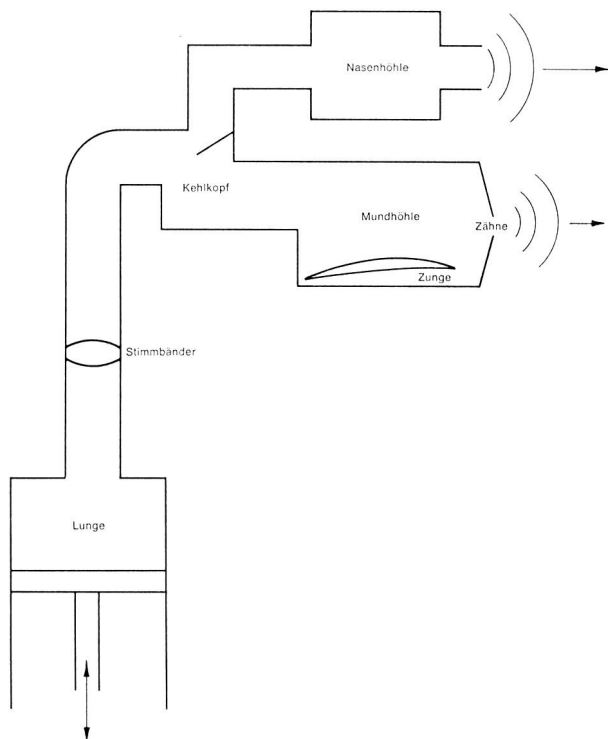 Nasenhöhle
Kehlkopf
Mundhöhle
Zähne
Zunge
Stimmbänder
Lunge